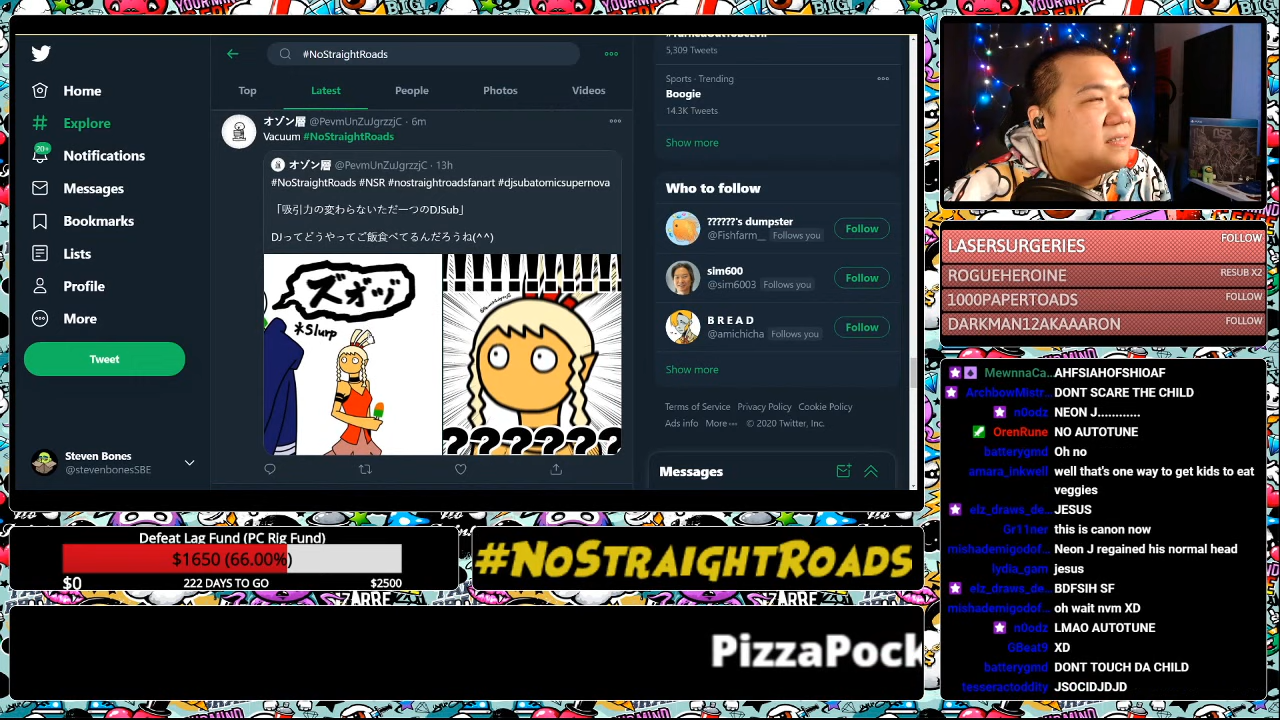 #NoStraightRoads
Top
Latest
People
Photos
Videos
Home
Explore
20+
Notifications
Messages
Bookmarks
Lists
Profile
More
Tweet
Steven Bones
@stevenbonesSBE
オゾン層 @PevmUnZuJgrzzjC · 6m
Vacuum #NoStraightRoads
オゾン層 @PevmUnZuJgrzzjC · 13h
#NoStraightRoads #NSR #nostraightroadsfanart #djsubatomicsupernova
「吸引力の変わらないただ一つのDJSub」
DJってどうやってご飯食べてるんだろうね(^^)
ズオッッ
*Slurp
????????
5,309 Tweets
Sports · Trending
Boogie
14.3K Tweets
Show more
Who to follow
??????'s dumpster
@Fishfarm__ Follows you
Follow
sim600
@sim6003 Follows you
Follow
B R E A D
@amichicha Follows you
Follow
Show more
Terms of Service Privacy Policy Cookie Policy
Ads info More © 2020 Twitter, Inc.
Messages
LASERSURGERIES FOLLOW
ROGUEHEROINE RESUB X2
1000PAPERTOADS FOLLOW
DARKMAN12AKAAARON FOLLOW
MewnnaCa... AHFSIAHOFSHIOAF
ArchbowMistr... DONT SCARE THE CHILD
n0odz NEON J............
OrenRune NO AUTOTUNE
batterygmd Oh no
amara_inkwell well that's one way to get kids to eat
veggies
elz_draws_de... JESUS
Gr11ner this is canon now
mishademigodof... Neon J regained his normal head
lydia_gam jesus
elz_draws_de... BDFSIH SF
mishademigodof... oh wait nvm XD
n0odz LMAO AUTOTUNE
GBeat9 XD
batterygmd DONT TOUCH DA CHILD
tesseractoddity JSOCIDJDJD
Defeat Lag Fund (PC Rig Fund)
$1650 (66.00%)
$0 222 DAYS TO GO $2500
#NoStraightRoads
PizzaPock